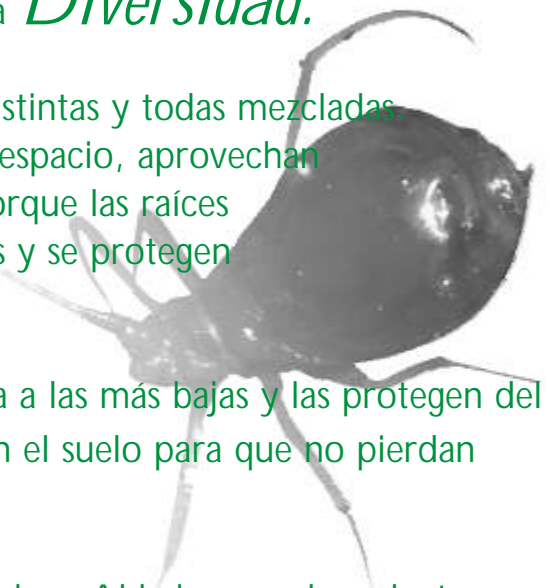 Diversidad.
stintas y todas mezcladas.
espacio, aprovechan
orque las raíces
s y se protegen
a a las más bajas y las protegen del
n el suelo para que no pierdan